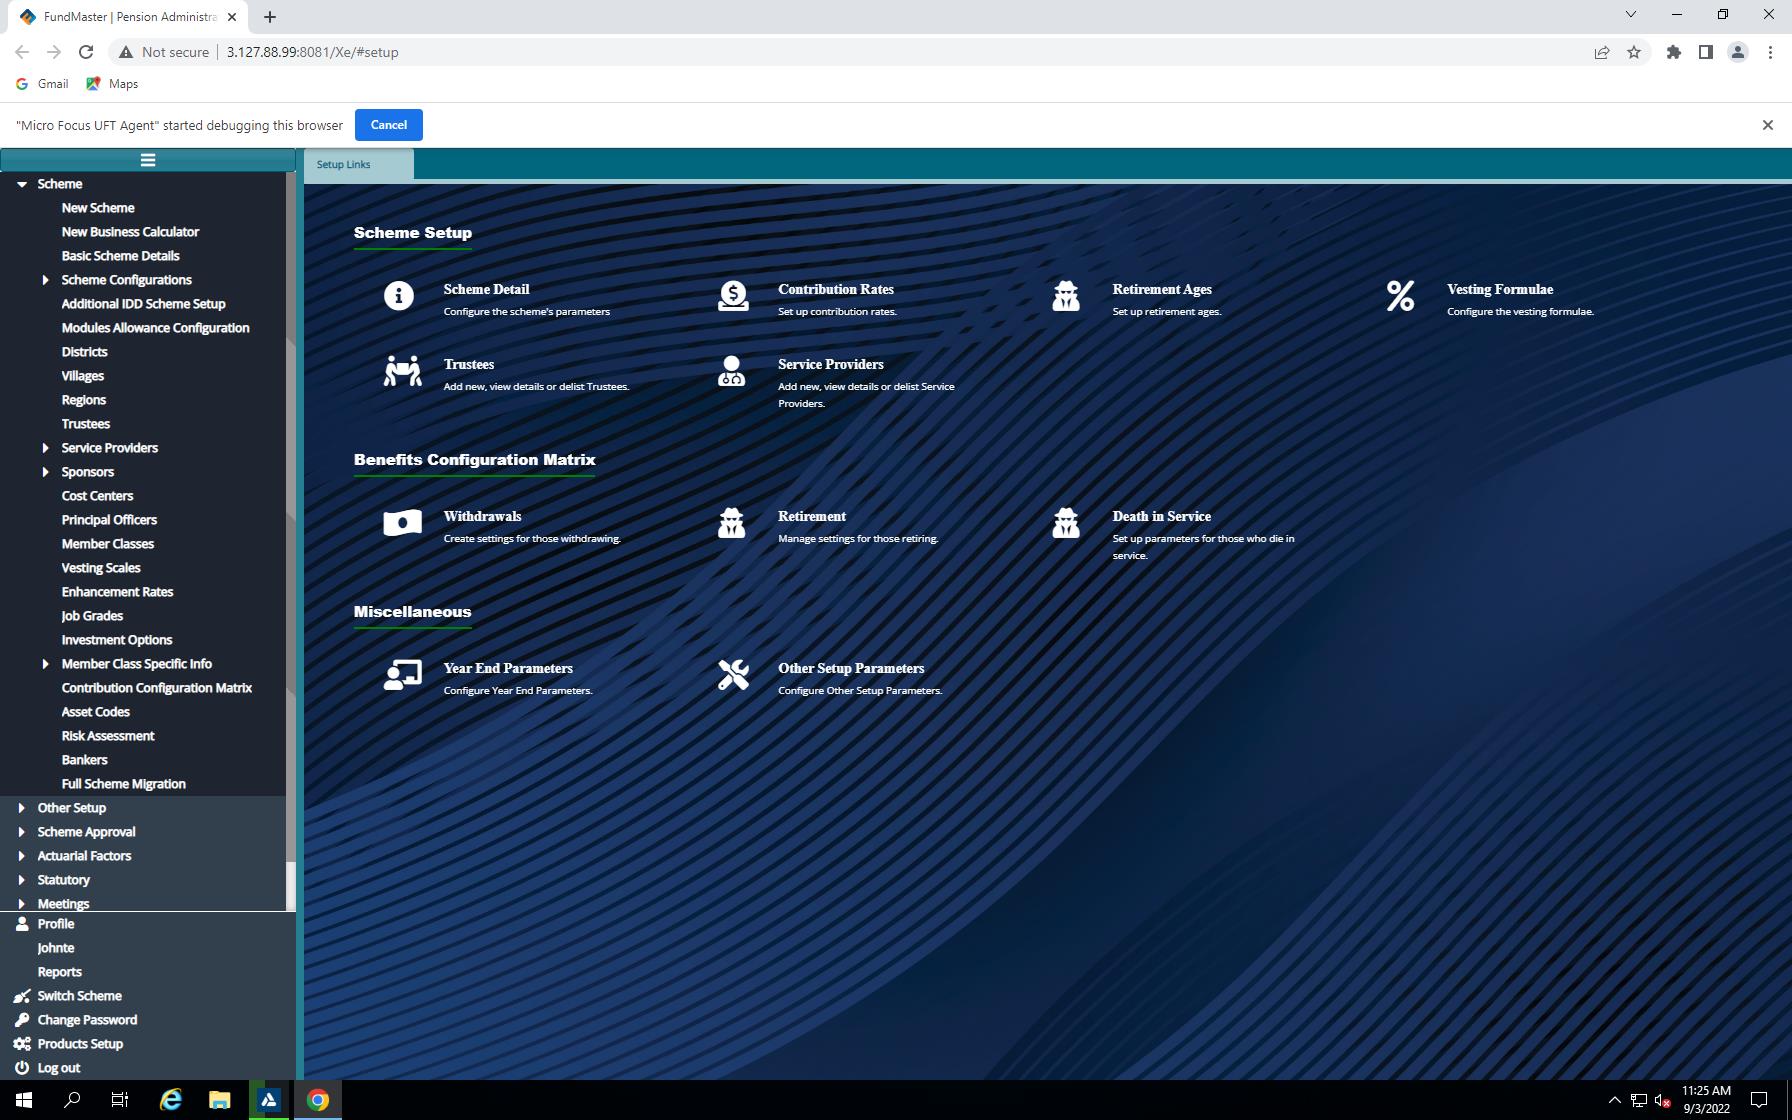 FundMaster | Pension Administra
Not secure
3.127.88.99:8081/Xe/#setup
Gmail
Maps
"Micro Focus UFT Agent" started debugging this browser
Cancel
Setup Links
Scheme
New Scheme
New Business Calculator
Basic Scheme Details
Scheme Configurations
Additional IDD Scheme Setup
Modules Allowance Configuration
Districts
Villages
Regions
Trustees
Service Providers
Sponsors
Cost Centers
Principal Officers
Member Classes
Vesting Scales
Enhancement Rates
Job Grades
Investment Options
Member Class Specific Info
Contribution Configuration Matrix
Asset Codes
Risk Assessment
Bankers
Full Scheme Migration
Other Setup
Scheme Approval
Actuarial Factors
Statutory
Meetings
Profile
Johnte
Reports
Switch Scheme
Change Password
Products Setup
Log out
Scheme Setup
Scheme Detail
Configure the scheme's parameters
Contribution Rates
Set up contribution rates.
Retirement Ages
Set up retirement ages.
Vesting Formulae
Configure the vesting formulae.
Trustees
Add new, view details or delist Trustees.
Service Providers
Add new, view details or delist Service
Providers.
Benefits Configuration Matrix
Withdrawals
Create settings for those withdrawing.
Retirement
Manage settings for those retiring.
Death in Service
Set up parameters for those who die in
service.
Miscellaneous
Year End Parameters
Configure Year End Parameters.
Other Setup Parameters
Configure Other Setup Parameters.
11:25 AM
9/3/2022